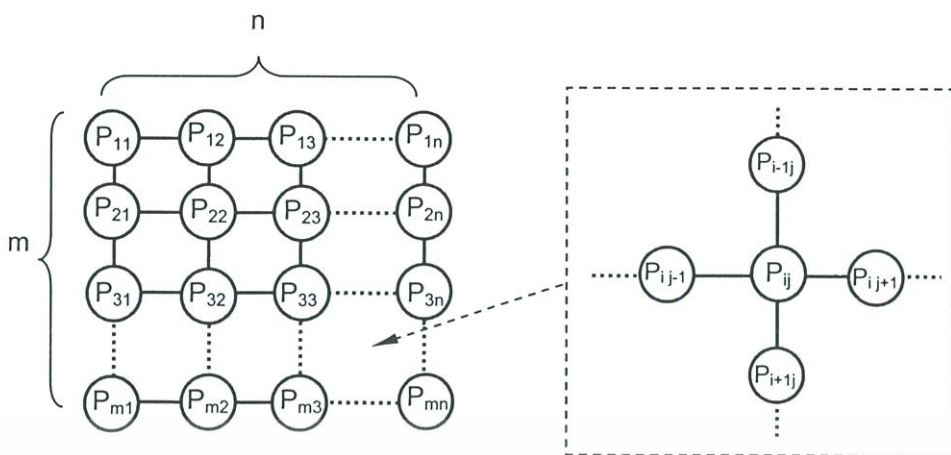 n
m
P11 P12 P13 P1n
P21 P22 P23 P2n
P31 P32 P33 P3n
Pm1 Pm2 Pm3 Pmn
Pi-1j
Pi j-1 Pij Pi j+1
Pi+1j